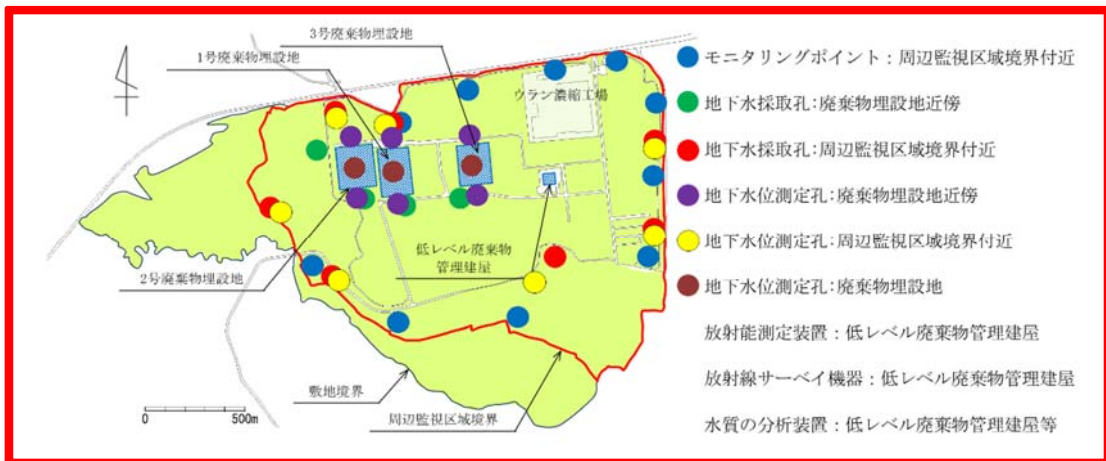 3号廃棄物埋設地
1号廃棄物埋設地
ウラン濃縮工場
低レベル廃棄物
管理建屋
2号廃棄物埋設地
敷地境界
周辺監視区域境界
0 500m
モニタリングポイント：周辺監視区域境界付近
地下水採取孔：廃棄物埋設地近傍
地下水採取孔：周辺監視区域境界付近
地下水位測定孔：廃棄物埋設地近傍
地下水位測定孔：周辺監視区域境界付近
地下水位測定孔：廃棄物埋設地
放射能測定装置：低レベル廃棄物管理建屋
放射線サーベイ機器：低レベル廃棄物管理建屋
水質の分析装置：低レベル廃棄物管理建屋等